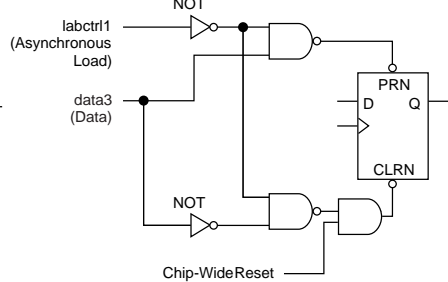 NOT
labctrl1
(Asynchronous
Load)
PRN
data3
(Data)
D
Q
CLRN
NOT
Chip-WideReset